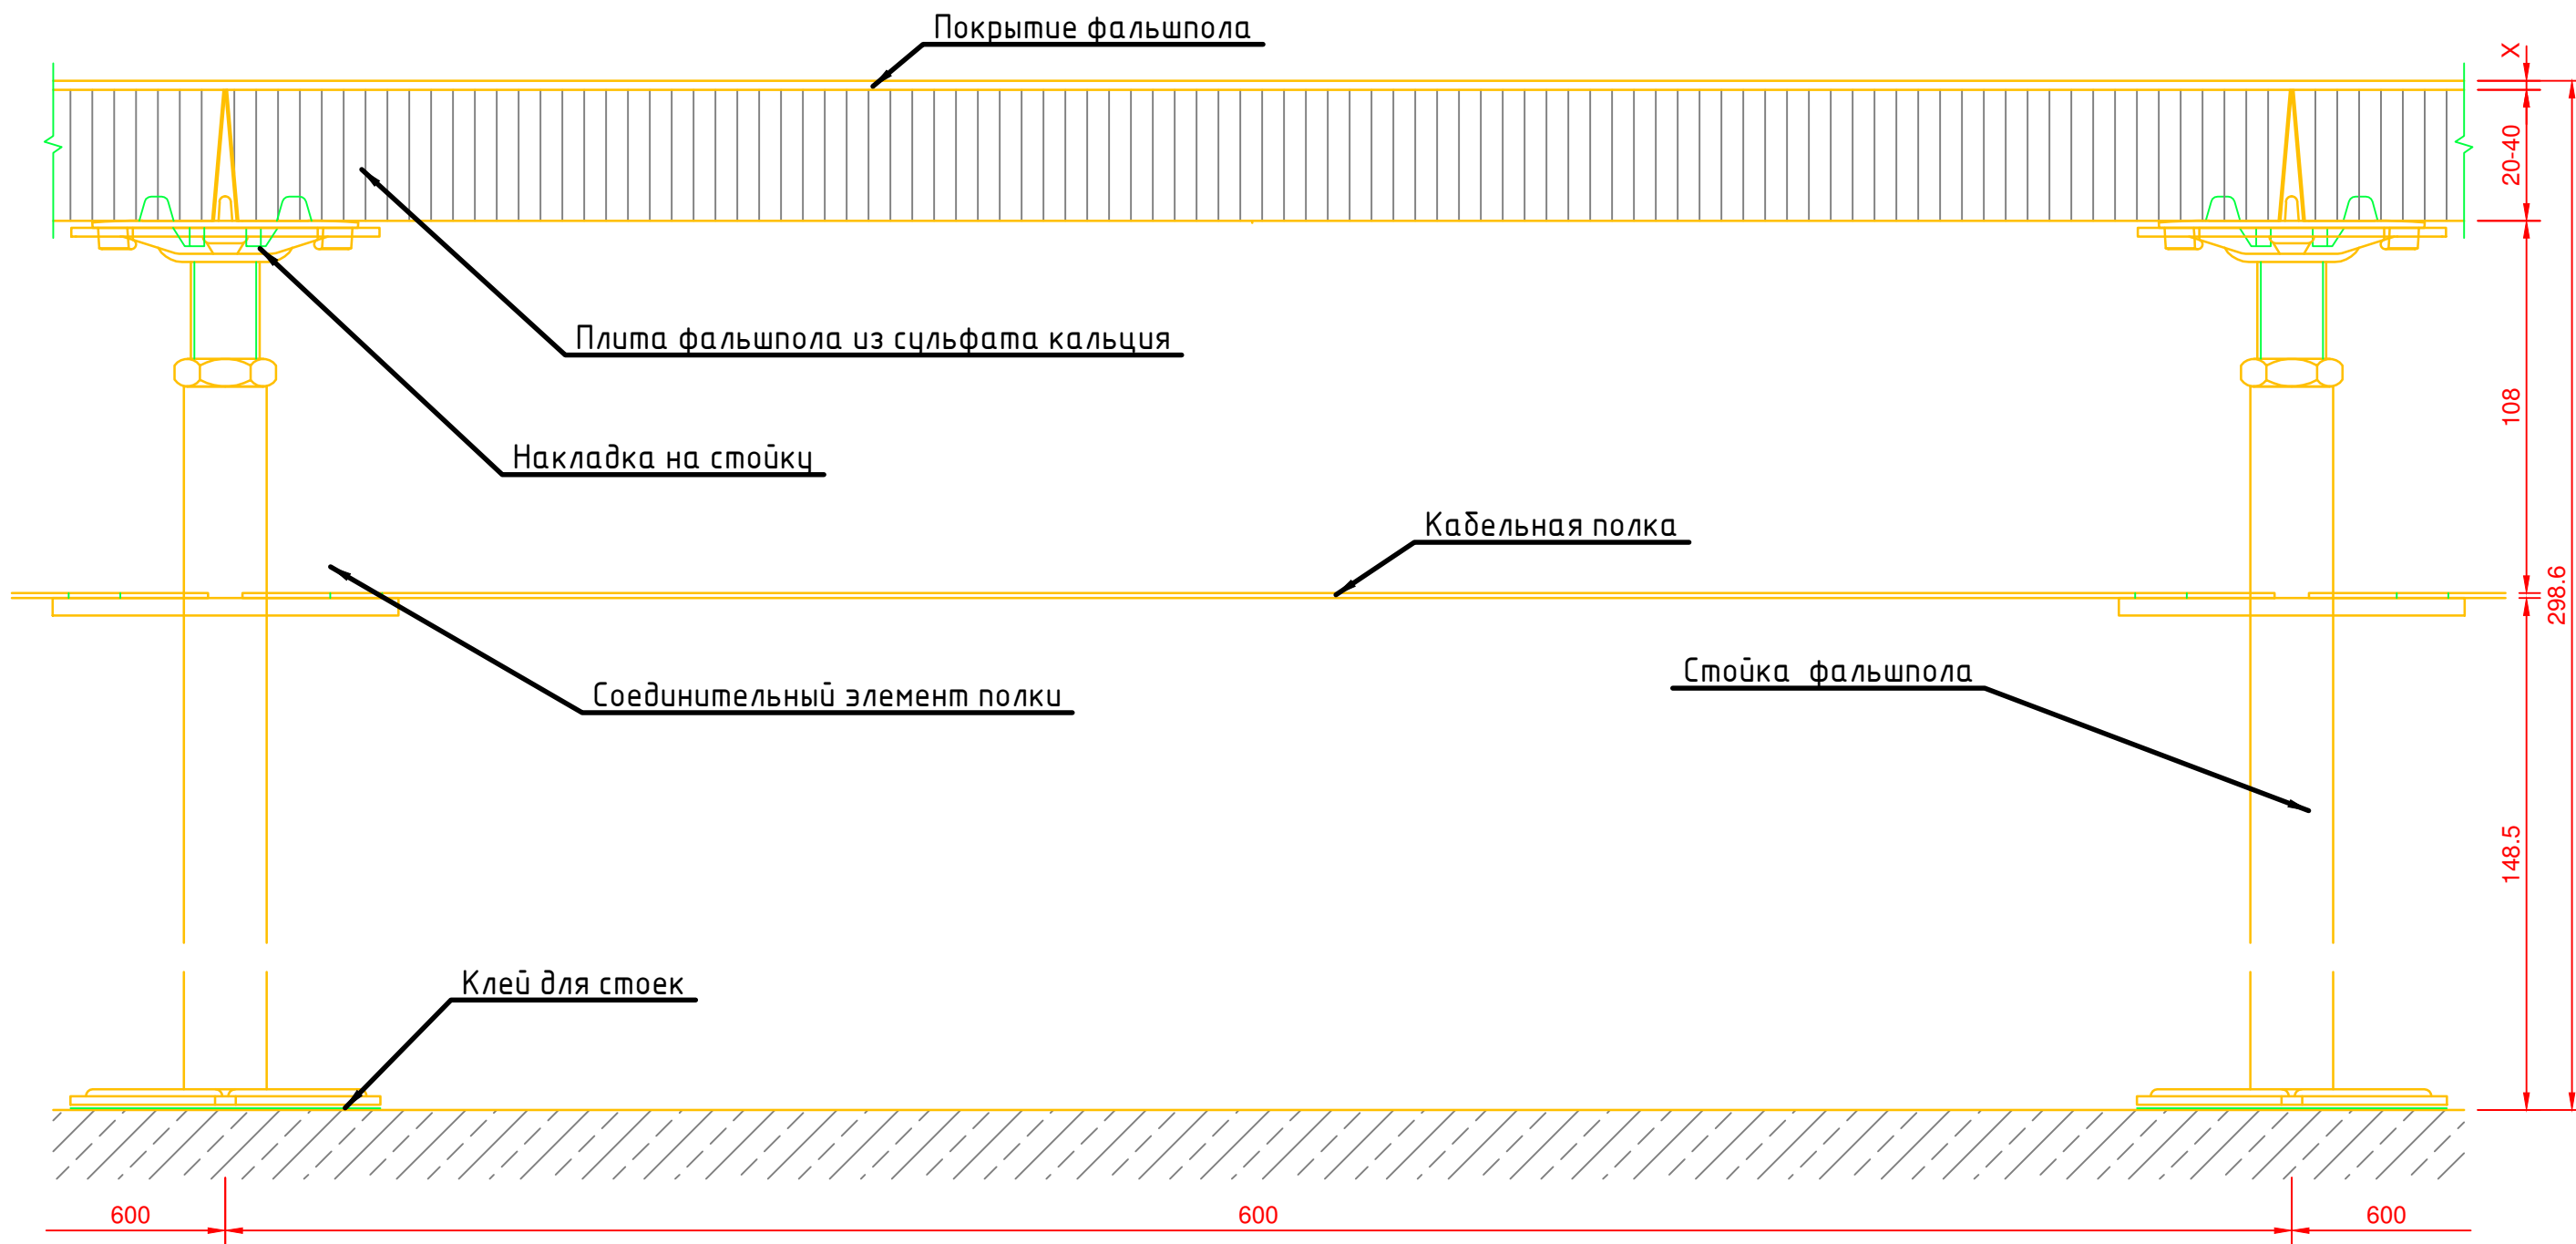 Покрытие фальшпола
X
20-40
Плита фальшпола из сульфата кальция
108
Накладка на стойку
Кабельная полка
298.6
Стойка фальшпола
Соединительный элемент полки
148.5
Клей для стоек
600
600
600